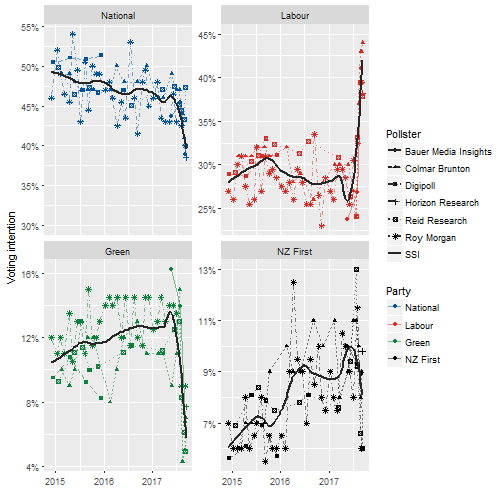 National
Labour
55%
50%
45%
40%
35%
30%
45%
40%
35%
30%
25%
Voting intention
Green
NZ First
16%
12%
8%
4%
13%
11%
9%
7%
2015
2016
2017
2015
2016
2017
Pollster
Bauer Media Insights
Colmar Brunton
Digipoll
Horizon Research
Reid Research
Roy Morgan
SSI
Party
National
Labour
Green
NZ First